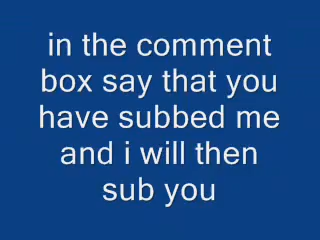 in the comment
box say that you
have subbed me
and i will then
sub you